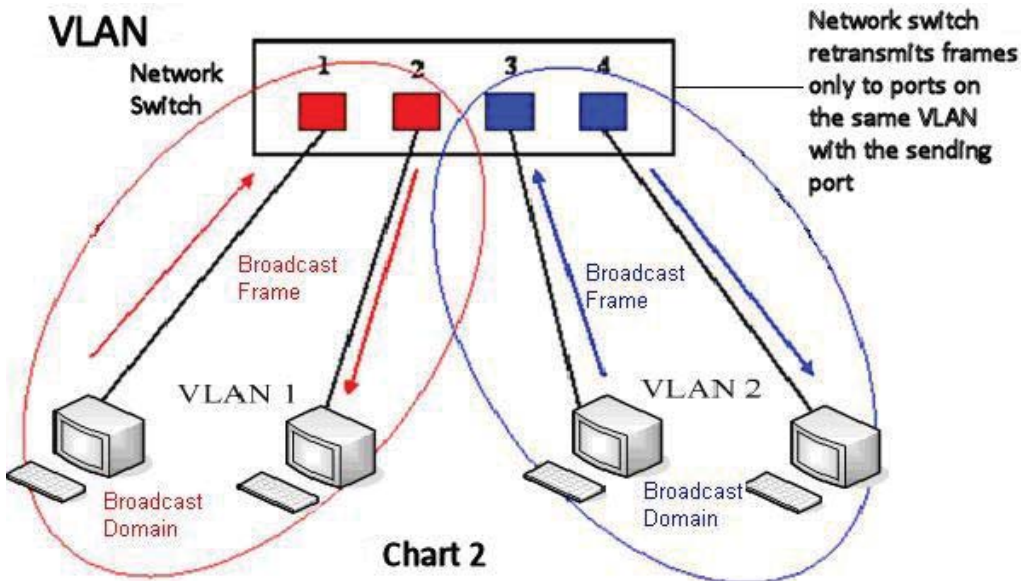 VLAN
Network
Switch
1 2 3 4
Network switch
retransmits frames
only to ports on
the same VLAN
with the sending
port
Broadcast
Frame
Broadcast
Frame
VLAN 1
VLAN 2
Broadcast
Domain
Broadcast
Domain
Chart 2